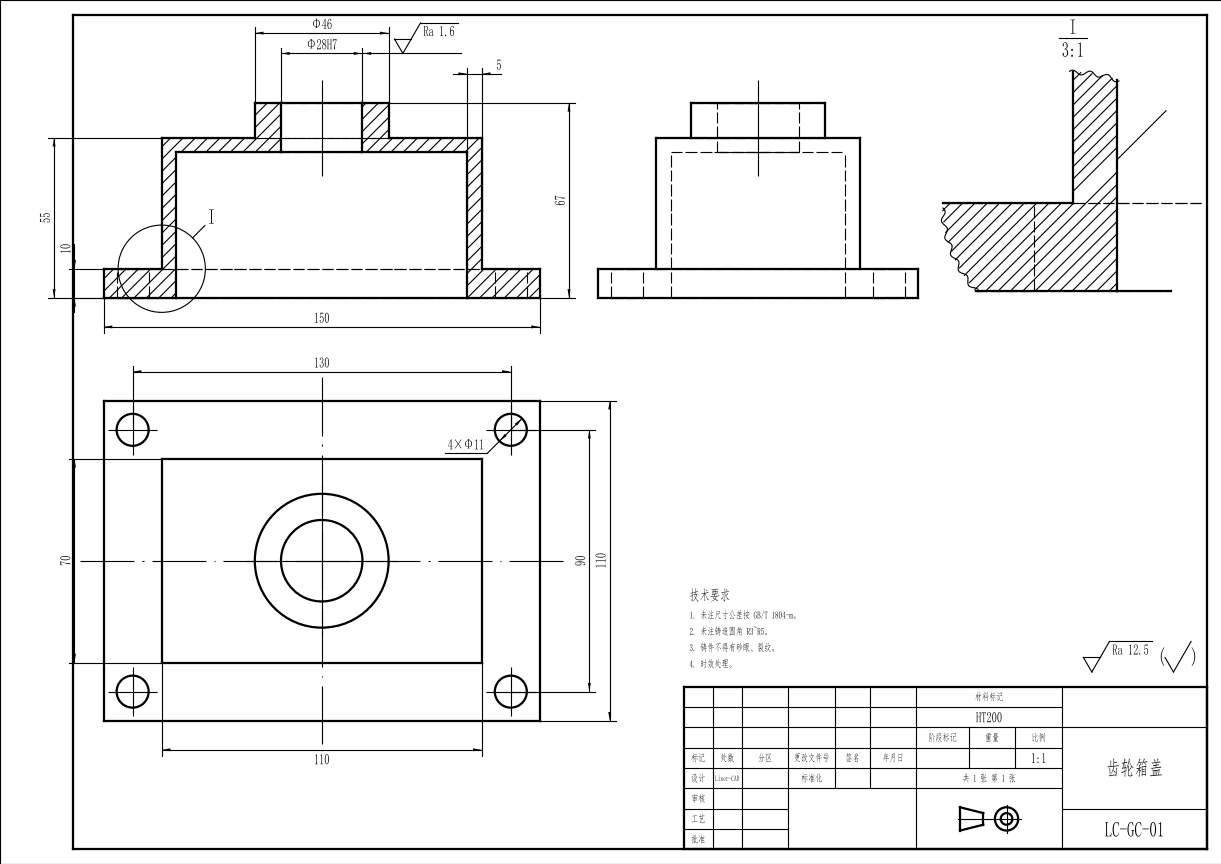 Φ46
Φ28H7
Ra 1.6
5
I
3:1
I
55
10
67
150
130
4×Φ11
70
90
110
110
技术要求
1. 未注尺寸公差按 GB/T 1804-m。
2. 未注铸造圆角 R3~R5。
3. 铸件不得有砂眼、裂纹。
4. 时效处理。
Ra 12.5 (√)
材料标记
HT200
阶段标记 重量 比例
标记 处数 分区 更改文件号 签名 年月日 1:1
设计 Linor-CAD 标准化 共 1 张 第 1 张
齿轮箱盖
审核
工艺
批准
LC-GC-01